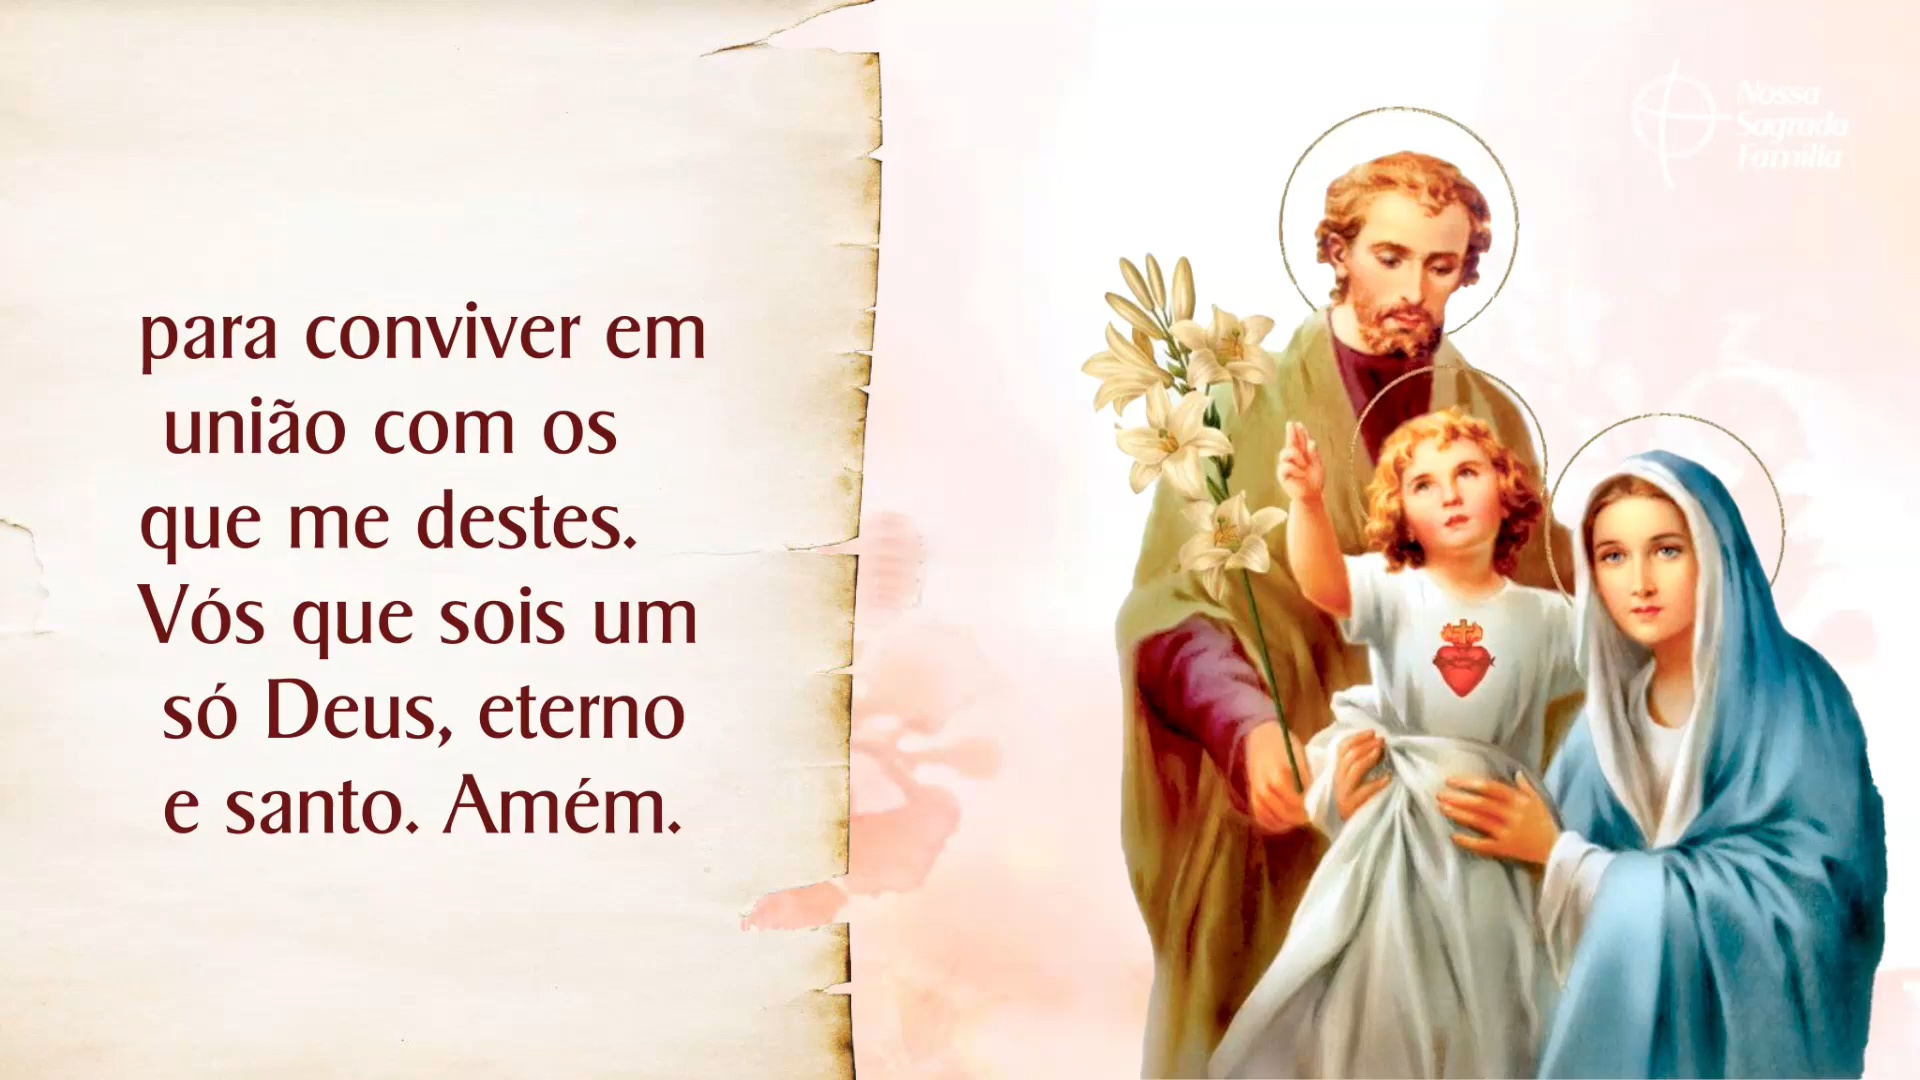 para conviver em
união com os
que me destes.
Vós que sois um
só Deus, eterno
e santo. Amém.
Nossa
Sagrada
Família